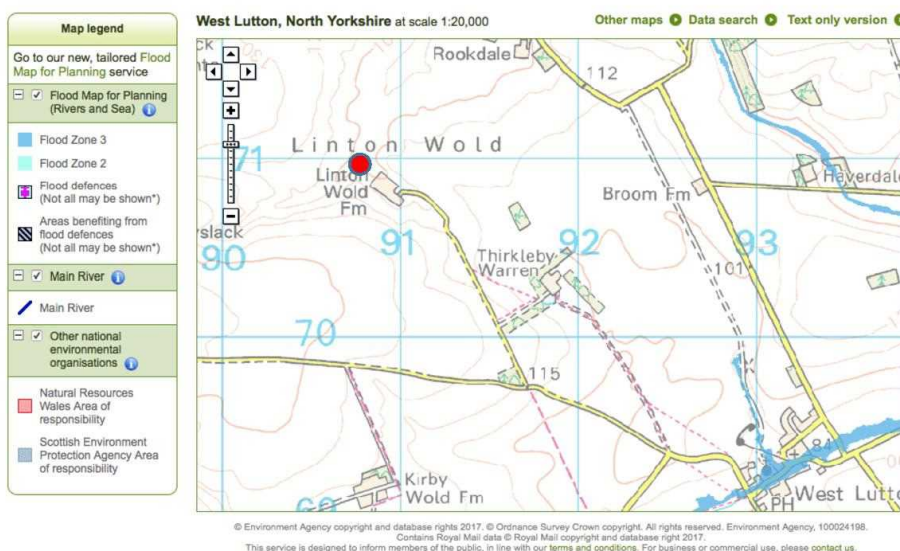 Map legend
Go to our new, tailored Flood
Map for Planning service
Flood Map for Planning
(Rivers and Sea)
Flood Zone 3
Flood Zone 2
Flood defences
(Not all may be shown*)
Areas benefiting from
flood defences
(Not all may be shown*)
Main River
Main River
Other national
environmental
organisations
Natural Resources
Wales Area of
responsibility
Scottish Environment
Protection Agency Area
of responsibility
West Lutton, North Yorkshire at scale 1:20,000
Other maps Data search Text only version
Rookdale
112
Linton Wold
71
Linton
Wold
Fm
Haverdale
Broom Fm
yslack
90
91
92
93
Thirkleby
Warren
101
70
115
84
Kirby
Wold Fm
69
West Lutto
PH
© Environment Agency copyright and database rights 2017. © Ordnance Survey Crown copyright. All rights reserved. Environment Agency, 100024198.
Contains Royal Mail data © Royal Mail copyright and database right 2017.
This service is designed to inform members of the public, in line with our terms and conditions. For business or commercial use, please contact us.